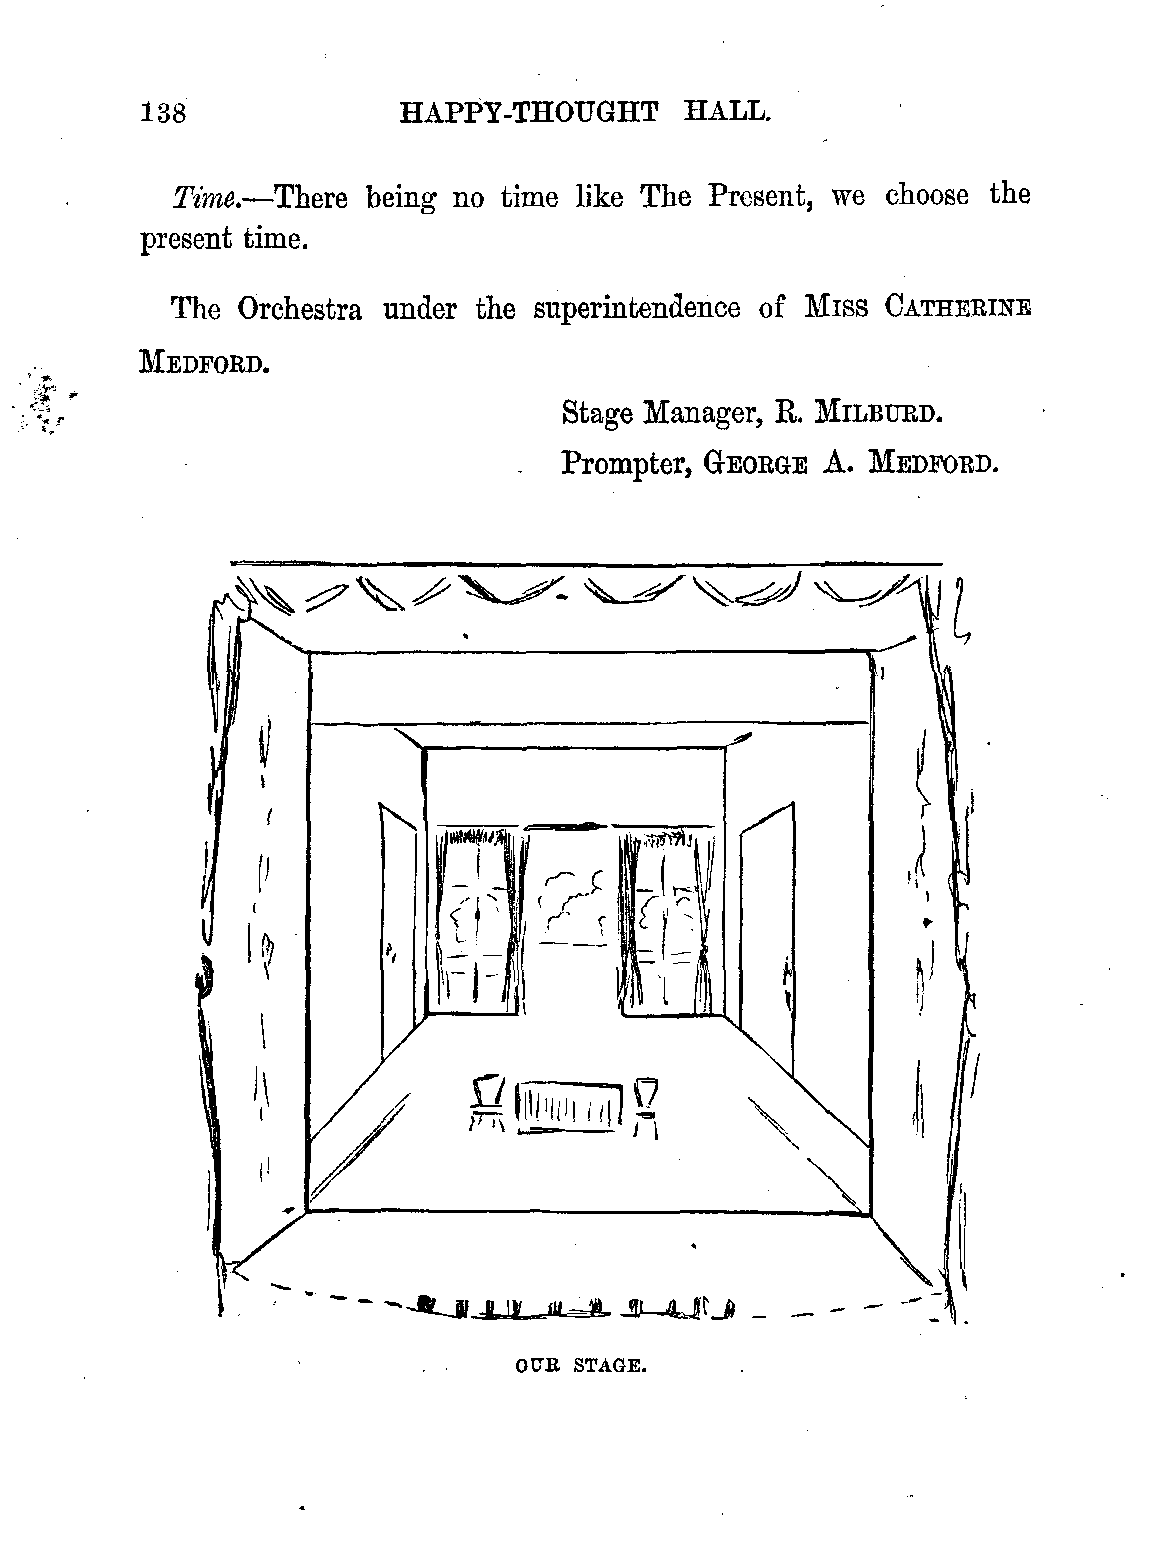 138 HAPPY-THOUGHT HALL.
Time.—There being no time like The Present, we choose the
present time.
The Orchestra under the superintendence of MISS CATHERINE
MEDFORD.
Stage Manager, R. MILBURD.
Prompter, GEORGE A. MEDFORD.
OUR STAGE.